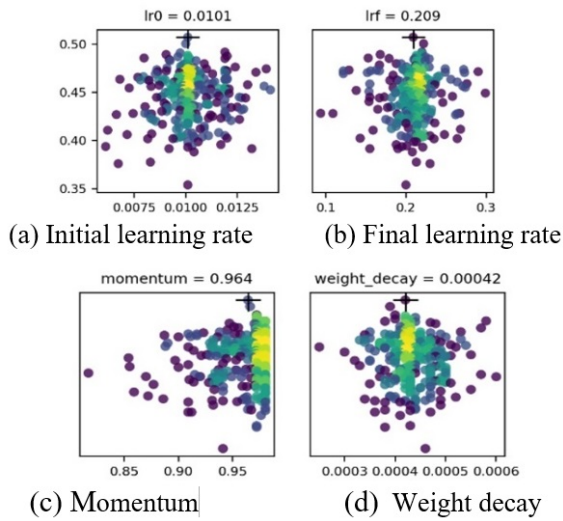 lr0 = 0.0101
lrf = 0.209
0.50
0.45
0.40
0.35
0.0075 0.0100 0.0125
0.1 0.2 0.3
(a) Initial learning rate
(b) Final learning rate
momentum = 0.964
weight_decay = 0.00042
0.85 0.90 0.95
0.0003 0.0004 0.0005 0.0006
(c) Momentum
(d) Weight decay